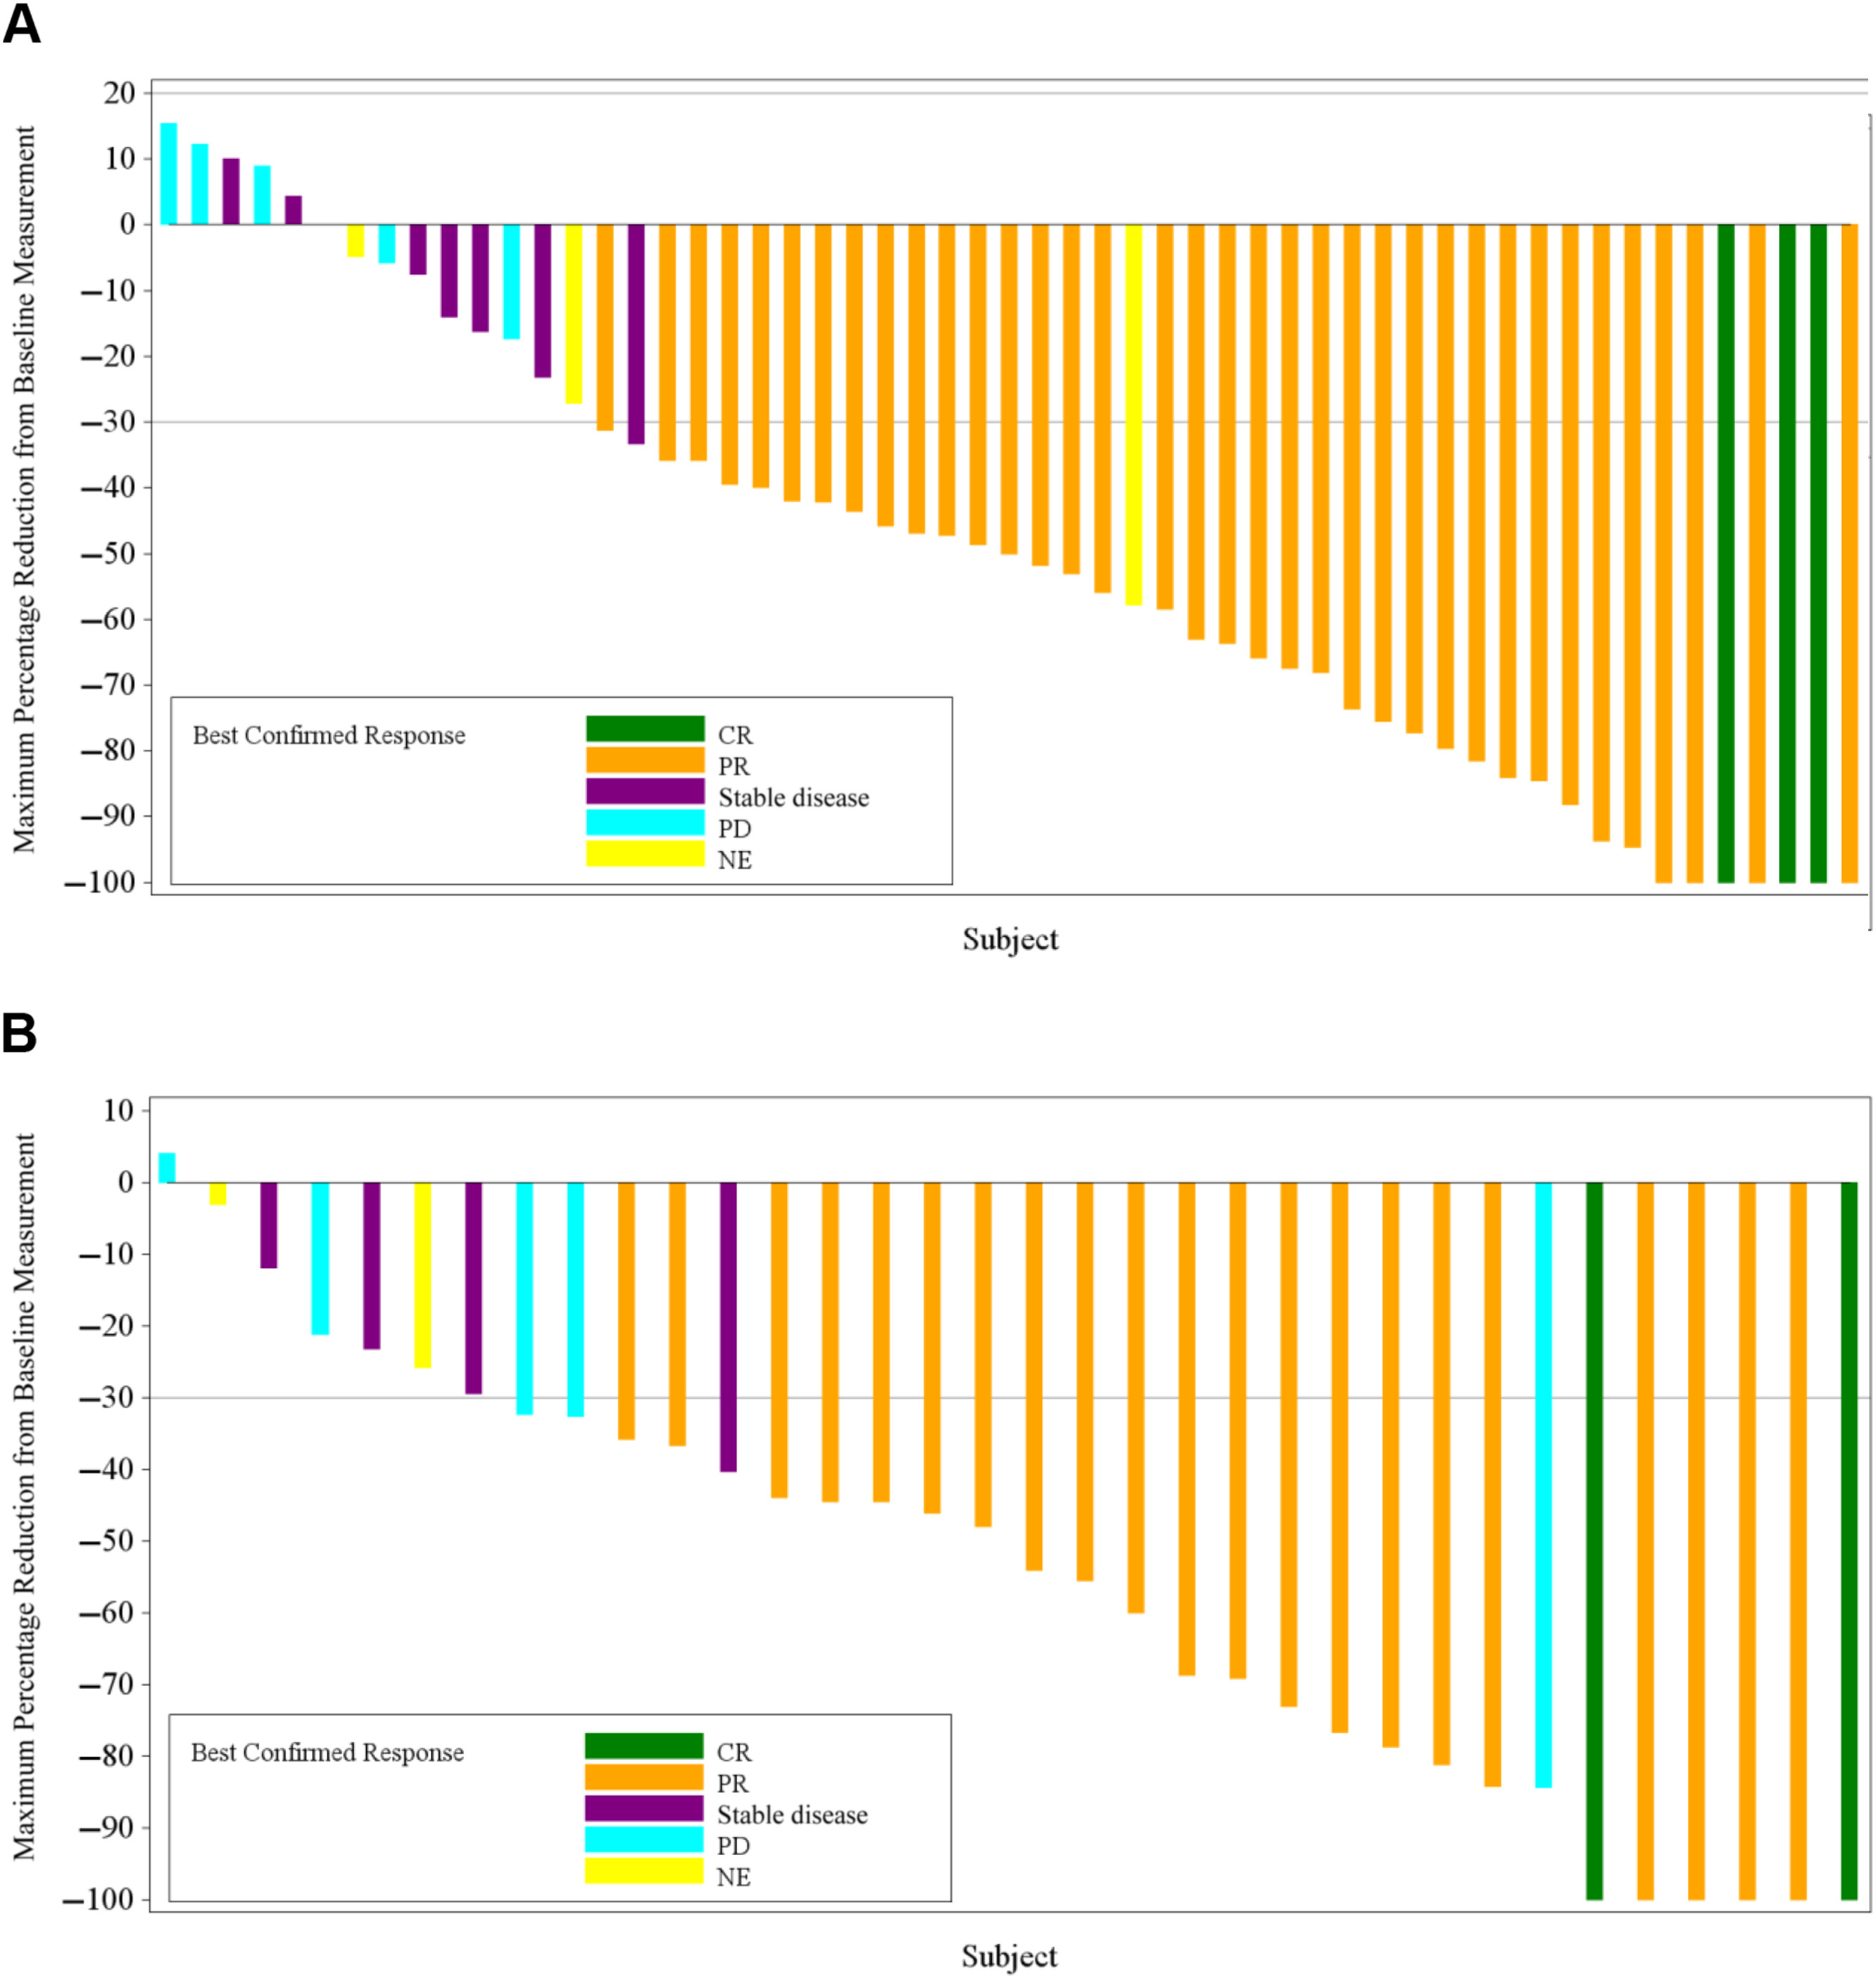 A
Maximum Percentage Reduction from Baseline Measurement
20
10
0
−10
−20
−30
−40
−50
−60
−70
−80
−90
−100
Best Confirmed Response
CR
PR
Stable disease
PD
NE
Subject
B
Maximum Percentage Reduction from Baseline Measurement
10
0
−10
−20
−30
−40
−50
−60
−70
−80
−90
−100
Best Confirmed Response
CR
PR
Stable disease
PD
NE
Subject